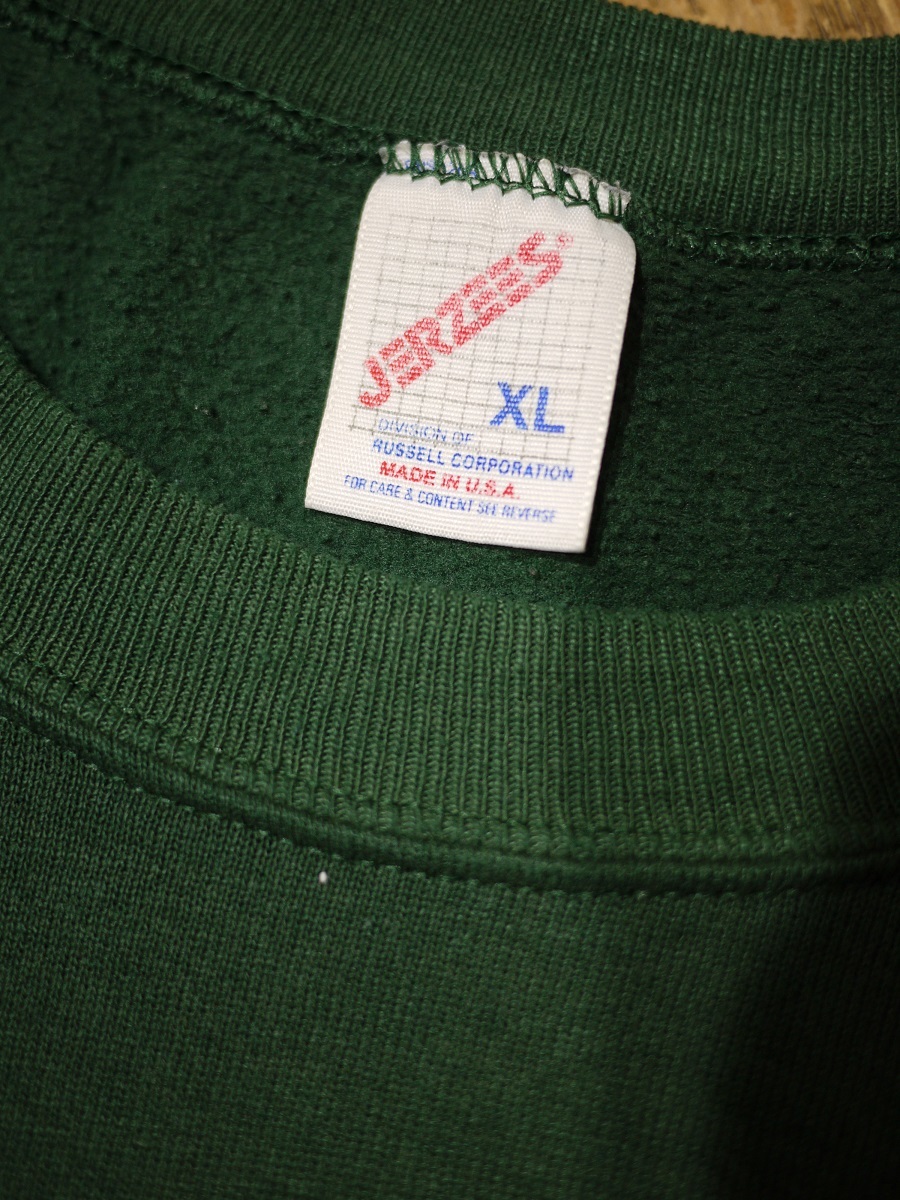 JERZEES
XL
DIVISION OF
RUSSELL CORPORATION
MADE IN U.S.A.
FOR CARE & CONTENT SEE REVERSE